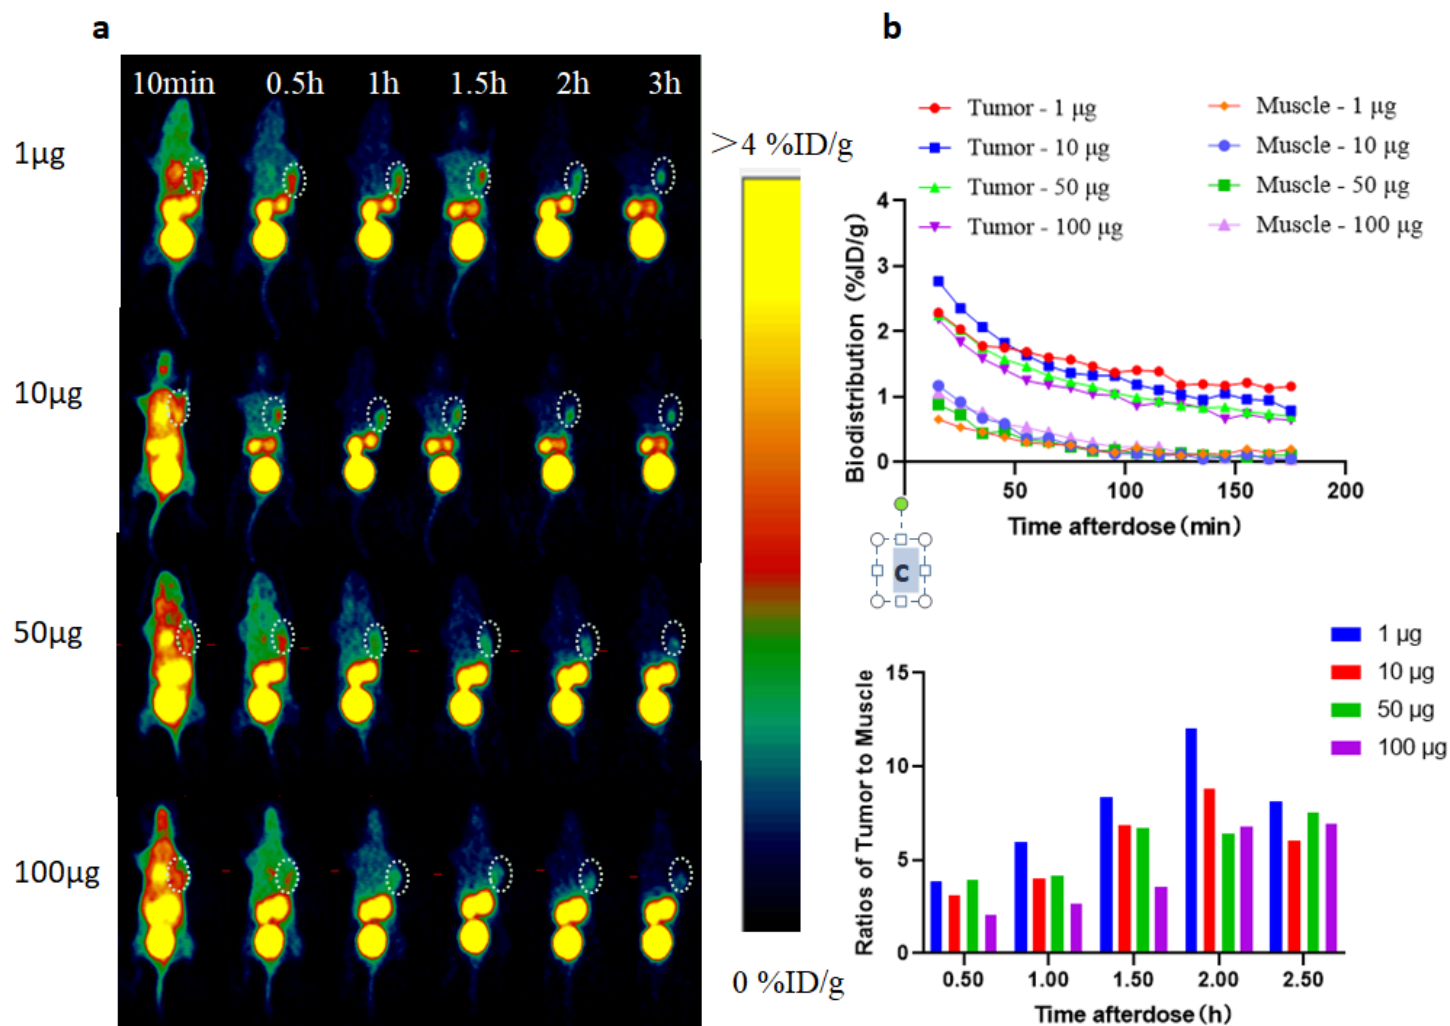 a
10min 0.5h 1h 1.5h 2h 3h
1μg
10μg
50μg
100μg
>4 %ID/g
0 %ID/g
b
Tumor - 1 μg
Tumor - 10 μg
Tumor - 50 μg
Tumor - 100 μg
Muscle - 1 μg
Muscle - 10 μg
Muscle - 50 μg
Muscle - 100 μg
Biodistribution (%ID/g)
4
3
2
1
0
50 100 150 200
Time afterdose(min)
c
1 μg
10 μg
50 μg
100 μg
Ratios of Tumor to Muscle
15
10
5
0
0.50 1.00 1.50 2.00 2.50
Time afterdose(h)